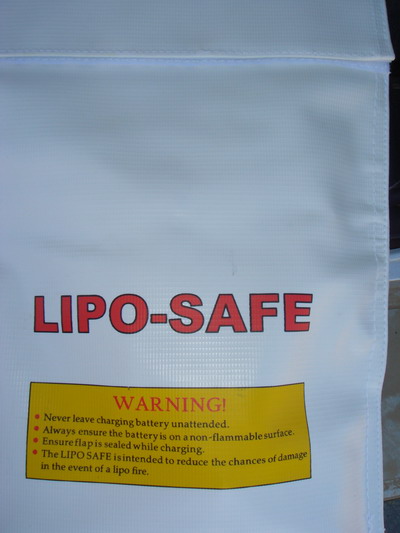 LIPO-SAFE
WARNING!
• Never leave charging battery unattended.
• Always ensure the battery is on a non-flammable surface.
• Ensure flap is sealed while charging.
• The LIPO SAFE is intended to reduce the chances of damage
in the event of a lipo fire.